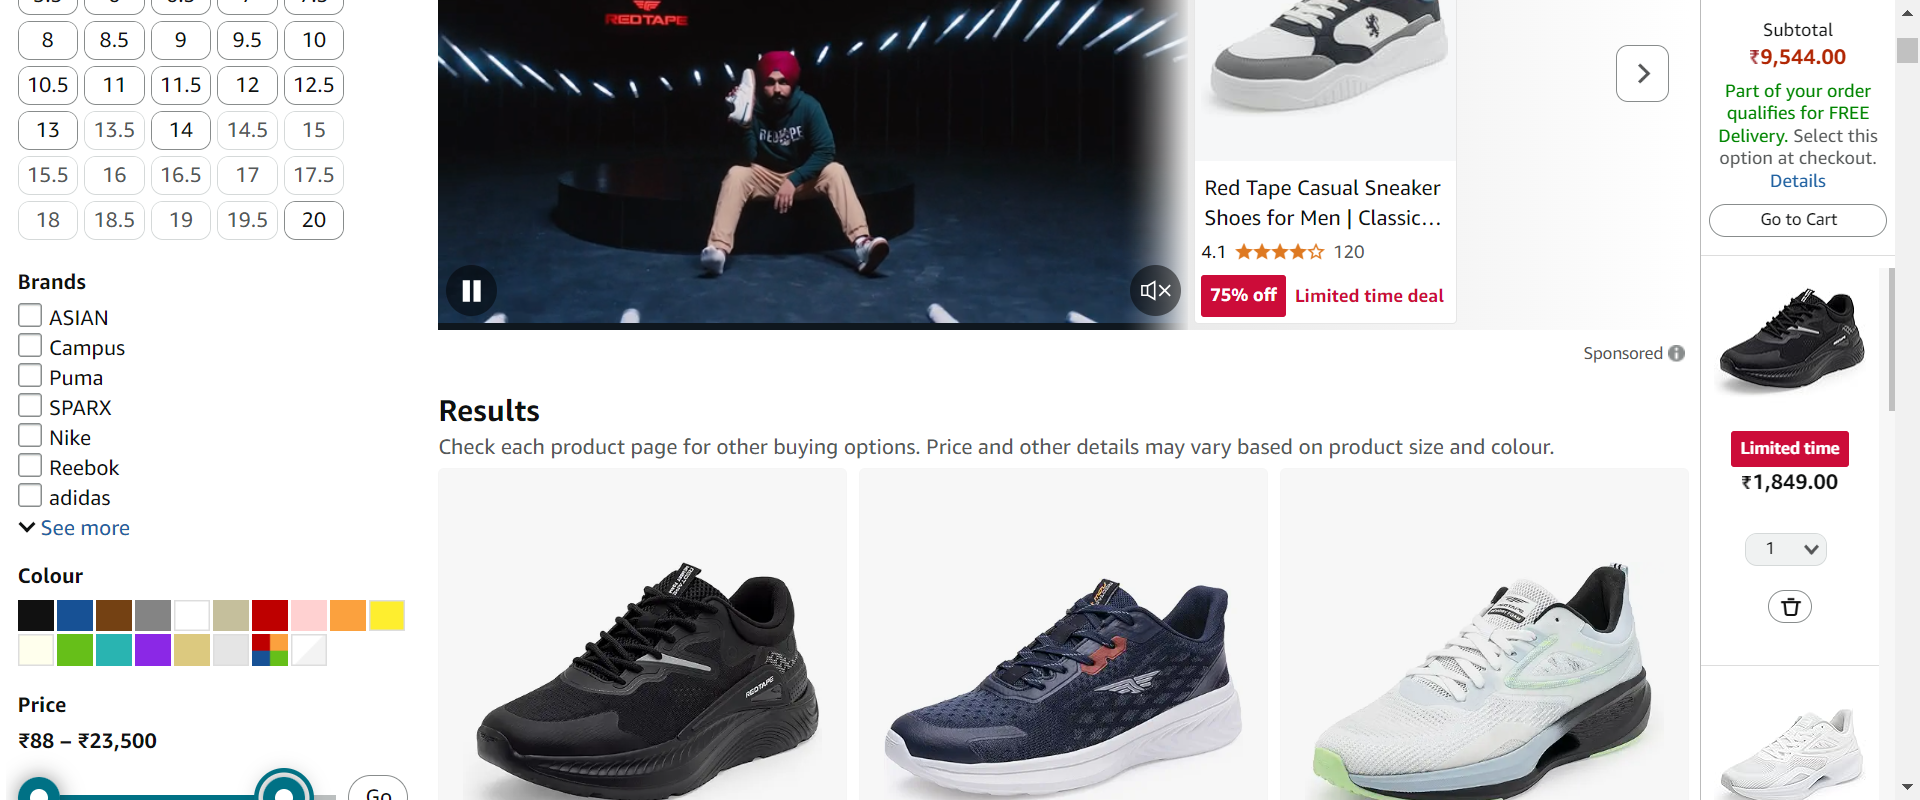 8
8.5
9
9.5
10
10.5
11
11.5
12
12.5
13
13.5
14
14.5
15
15.5
16
16.5
17
17.5
18
18.5
19
19.5
20
Brands
ASIAN
Campus
Puma
SPARX
Nike
Reebok
adidas
See more
Colour
Price
₹88 – ₹23,500
Go
REDTAPE
REDTAPE
Red Tape Casual Sneaker
Shoes for Men | Classic...
4.1
120
75% off
Limited time deal
Sponsored
Results
Check each product page for other buying options. Price and other details may vary based on product size and colour.
REDTAPE
REDTAPE
Subtotal
₹9,544.00
Part of your order
qualifies for FREE
Delivery. Select this
option at checkout.
Details
Go to Cart
Limited time
₹1,849.00
1